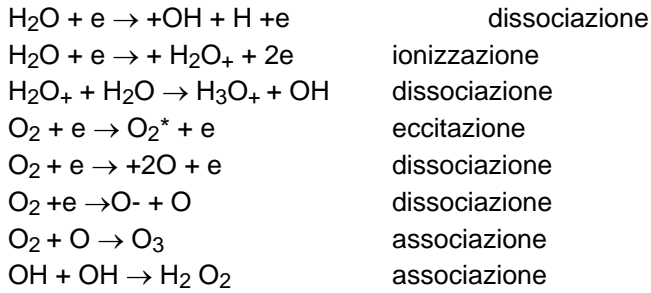 H₂O + e → +OH + H +e dissociazione
H₂O + e → + H₂O₊ + 2e ionizzazione
H₂O₊ + H₂O → H₃O₊ + OH dissociazione
O₂ + e → O₂* + e eccitazione
O₂ + e → +2O + e dissociazione
O₂ +e →O- + O dissociazione
O₂ + O → O₃ associazione
OH + OH → H₂ O₂ associazione